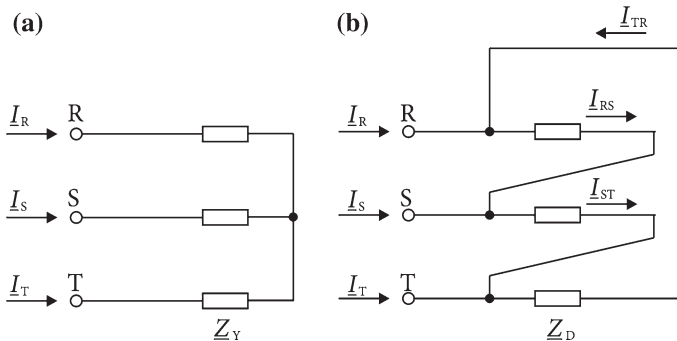 (a)
I_R R
I_S S
I_T T
Z_Y
(b)
I_TR
I_R R I_RS
I_S S I_ST
I_T T
Z_D